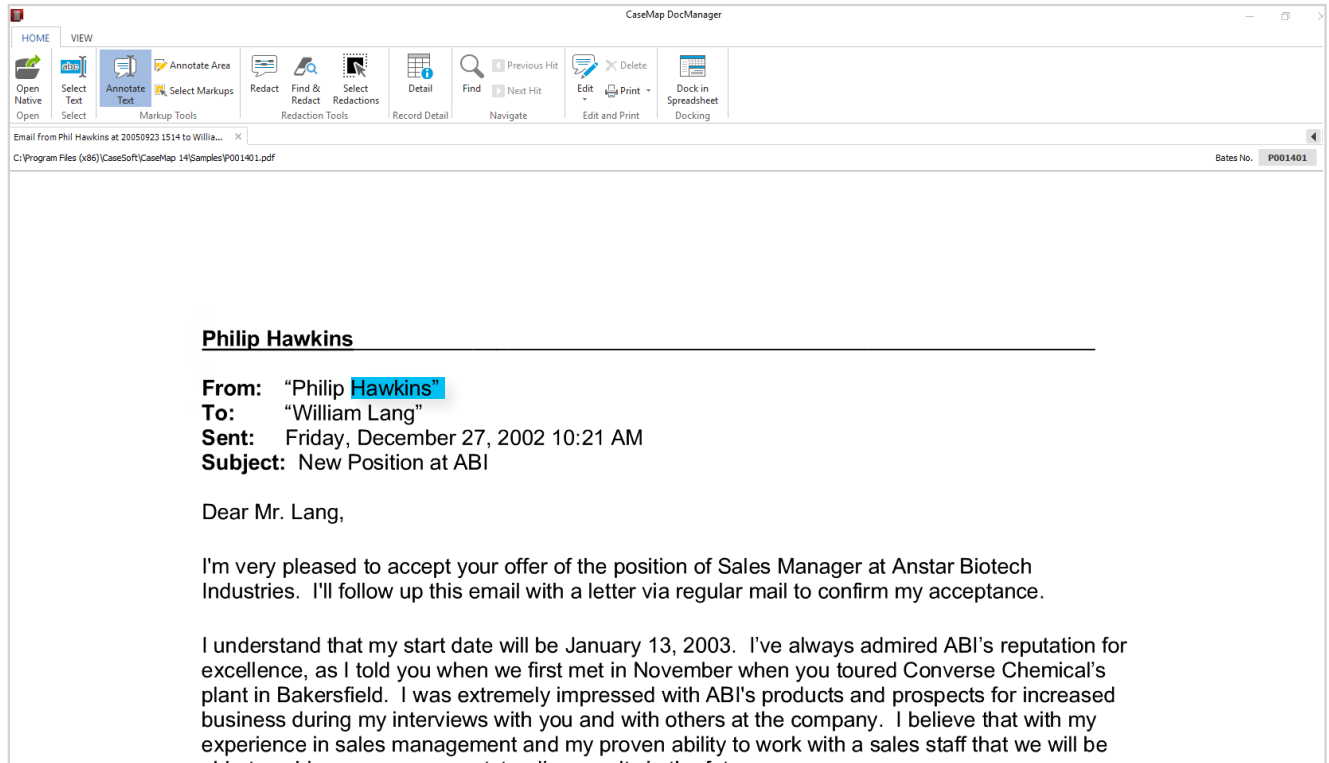 CaseMap DocManager
HOME VIEW
Open Native
Select Text
Annotate Text
Annotate Area
Select Markups
Redact
Find & Redact
Select Redactions
Detail
Find
Previous Hit
Next Hit
Edit
Delete
Print
Dock in Spreadsheet
Open Select Markup Tools Redaction Tools Record Detail Navigate Edit and Print Docking
Email from Phil Hawkins at 20050923 1514 to Willia...
C:\Program Files (x86)\CaseSoft\CaseMap 14\Samples\P001401.pdf Bates No. P001401
Philip Hawkins
From: “Philip Hawkins”
To: “William Lang”
Sent: Friday, December 27, 2002 10:21 AM
Subject: New Position at ABI
Dear Mr. Lang,
I'm very pleased to accept your offer of the position of Sales Manager at Anstar Biotech
Industries. I'll follow up this email with a letter via regular mail to confirm my acceptance.
I understand that my start date will be January 13, 2003. I’ve always admired ABI’s reputation for
excellence, as I told you when we first met in November when you toured Converse Chemical’s
plant in Bakersfield. I was extremely impressed with ABI's products and prospects for increased
business during my interviews with you and with others at the company. I believe that with my
experience in sales management and my proven ability to work with a sales staff that we will be